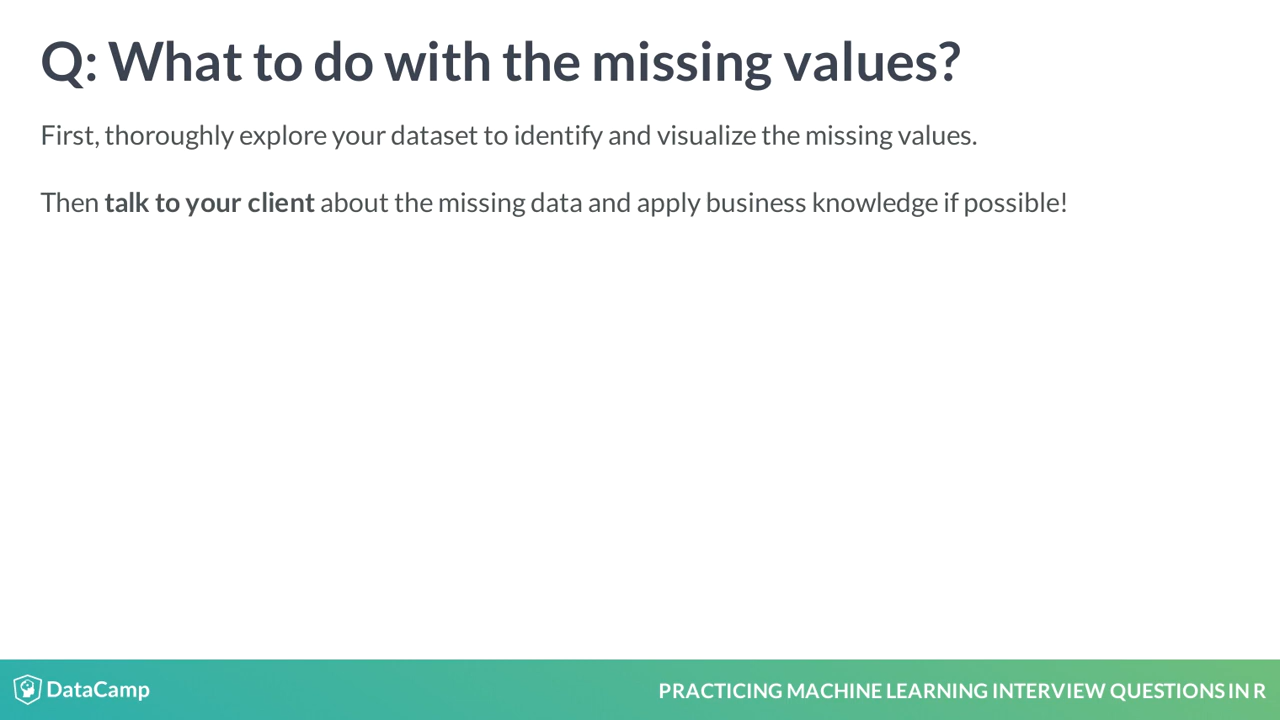 Q: What to do with the missing values?
First, thoroughly explore your dataset to identify and visualize the missing values.
Then talk to your client about the missing data and apply business knowledge if possible!
DataCamp
PRACTICING MACHINE LEARNING INTERVIEW QUESTIONS IN R